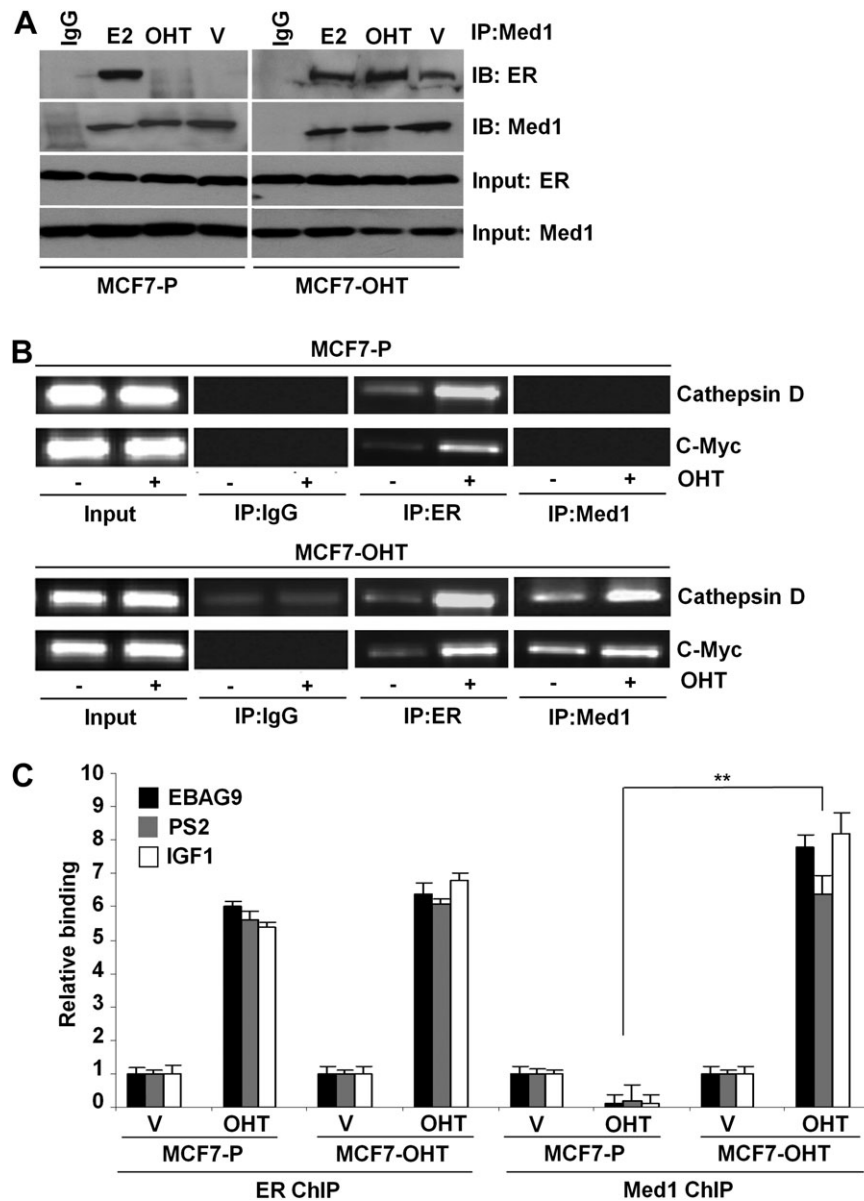 A
IgG E2 OHT V IgG E2 OHT V IP:Med1
IB: ER
IB: Med1
Input: ER
Input: Med1
MCF7-P MCF7-OHT
B
MCF7-P
Cathepsin D
C-Myc
- + - + - + - + OHT
Input IP:IgG IP:ER IP:Med1
MCF7-OHT
Cathepsin D
C-Myc
- + - + - + - + OHT
Input IP:IgG IP:ER IP:Med1
C
10
9
8
7
6
5
4
3
2
1
0
Relative binding
EBAG9
PS2
IGF1
**
V OHT V OHT V OHT V OHT
MCF7-P MCF7-OHT MCF7-P MCF7-OHT
ER ChIP Med1 ChIP